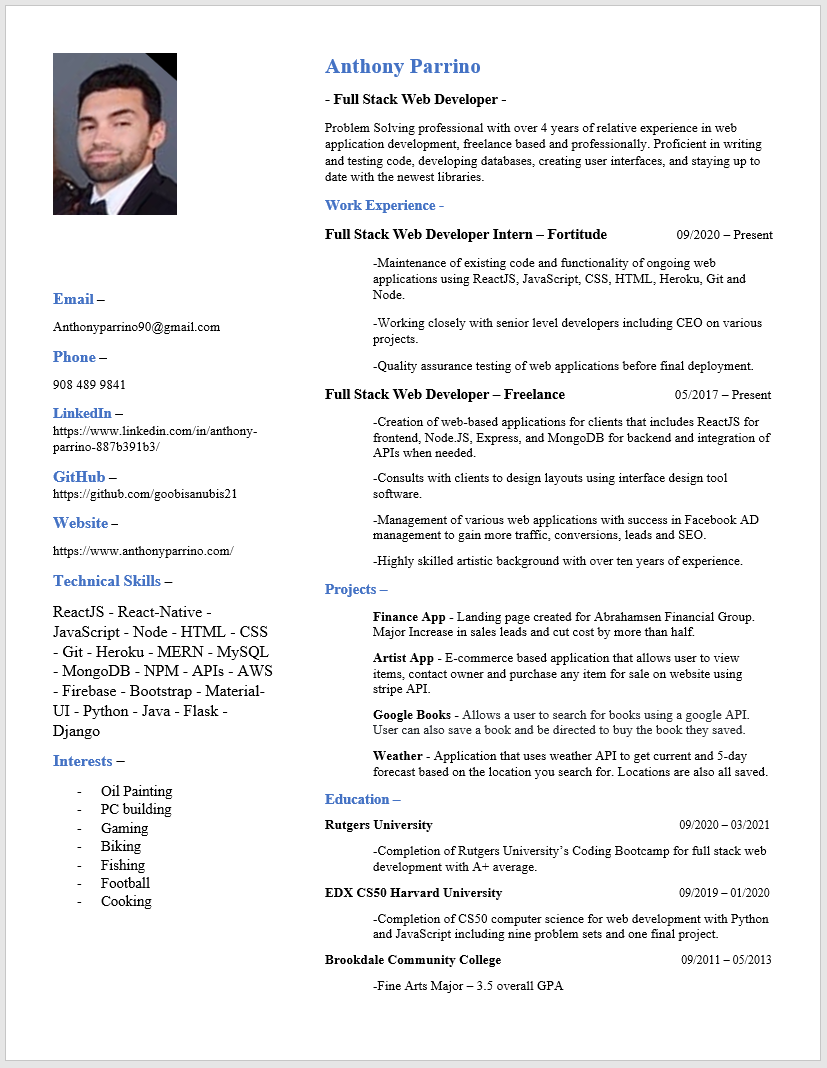 Anthony Parrino
- Full Stack Web Developer -
Problem Solving professional with over 4 years of relative experience in web
application development, freelance based and professionally. Proficient in writing
and testing code, developing databases, creating user interfaces, and staying up to
date with the newest libraries.
Work Experience -
Full Stack Web Developer Intern – Fortitude 09/2020 – Present
-Maintenance of existing code and functionality of ongoing web
applications using ReactJS, JavaScript, CSS, HTML, Heroku, Git and
Node.
-Working closely with senior level developers including CEO on various
projects.
-Quality assurance testing of web applications before final deployment.
Full Stack Web Developer – Freelance 05/2017 – Present
-Creation of web-based applications for clients that includes ReactJS for
frontend, Node.JS, Express, and MongoDB for backend and integration of
APIs when needed.
-Consults with clients to design layouts using interface design tool
software.
-Management of various web applications with success in Facebook AD
management to gain more traffic, conversions, leads and SEO.
-Highly skilled artistic background with over ten years of experience.
Projects –
Finance App - Landing page created for Abrahamsen Financial Group.
Major Increase in sales leads and cut cost by more than half.
Artist App - E-commerce based application that allows user to view
items, contact owner and purchase any item for sale on website using
stripe API.
Google Books - Allows a user to search for books using a google API.
User can also save a book and be directed to buy the book they saved.
Weather - Application that uses weather API to get current and 5-day
forecast based on the location you search for. Locations are also all saved.
Education –
Rutgers University 09/2020 – 03/2021
-Completion of Rutgers University’s Coding Bootcamp for full stack web
development with A+ average.
EDX CS50 Harvard University 09/2019 – 01/2020
-Completion of CS50 computer science for web development with Python
and JavaScript including nine problem sets and one final project.
Brookdale Community College 09/2011 – 05/2013
-Fine Arts Major – 3.5 overall GPA
Email –
Anthonyparrino90@gmail.com
Phone –
908 489 9841
LinkedIn –
https://www.linkedin.com/in/anthony-
parrino-887b391b3/
GitHub –
https://github.com/goobisanubis21
Website –
https://www.anthonyparrino.com/
Technical Skills –
ReactJS - React-Native -
JavaScript - Node - HTML - CSS
- Git - Heroku - MERN - MySQL
- MongoDB - NPM - APIs - AWS
- Firebase - Bootstrap - Material-
UI - Python - Java - Flask -
Django
Interests –
- Oil Painting
- PC building
- Gaming
- Biking
- Fishing
- Football
- Cooking